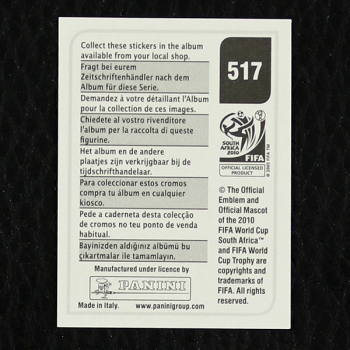 Collect these stickers in the album
available from your local shop.
Fragt bei eurem
Zeitschriftenhändler nach dem
Album für diese Serie.
Demandez à votre détaillant l'Album
pour la collection de ces images.
Chiedete al vostro rivenditore
l'album per la raccolta di queste
figurine.
Het album en de andere
plaatjes zijn verkrijgbaar bij de
tijdschrifthandelaar.
Para coleccionar estos cromos
compra tu álbum en cualquier
kiosco.
Pede a caderneta desta colecção
de cromos no teu ponto de venda
habitual.
Bayinizden aldığınız albümü bu
çıkartmalar ile tamamlayın.
Manufactured under licence by
PANINI
Made in Italy. www.paninigroup.com
517
SOUTH AFRICA
2010
FIFA
OFFICIAL LICENSED
PRODUCT
© The Official
Emblem and
Official Mascot
of the 2010
FIFA World Cup
South Africa™
and FIFA World
Cup Trophy are
copyrights and
trademarks of
FIFA. All rights
reserved.